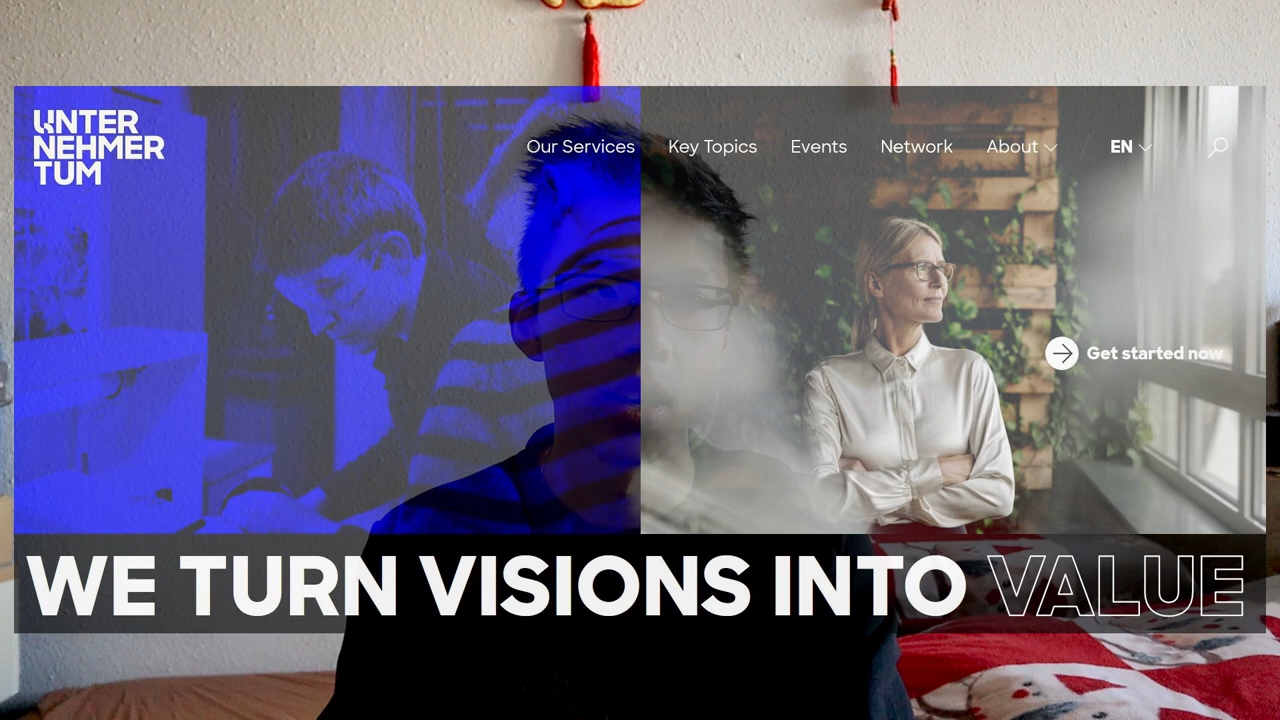 UNTER
NEHMER
TUM
Our Services
Key Topics
Events
Network
About
EN
Get started now
WE TURN VISIONS INTO VALUE